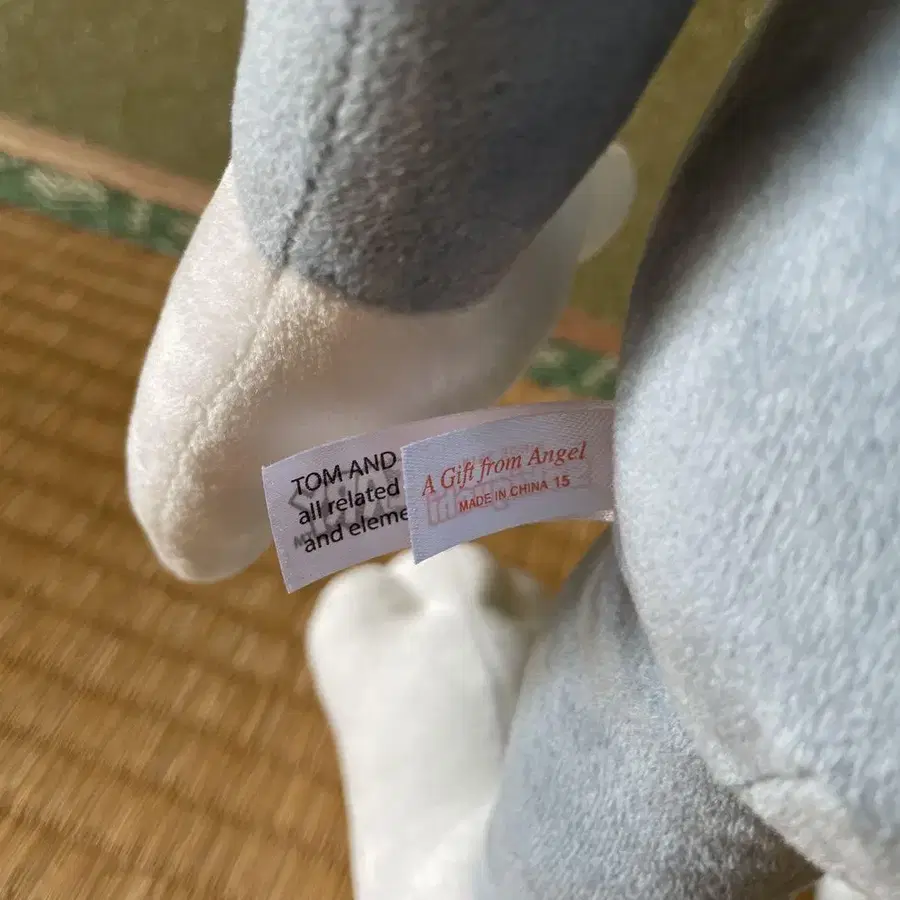 TOM AND
all related
and eleme
A Gift from Angel
MADE IN CHINA 15